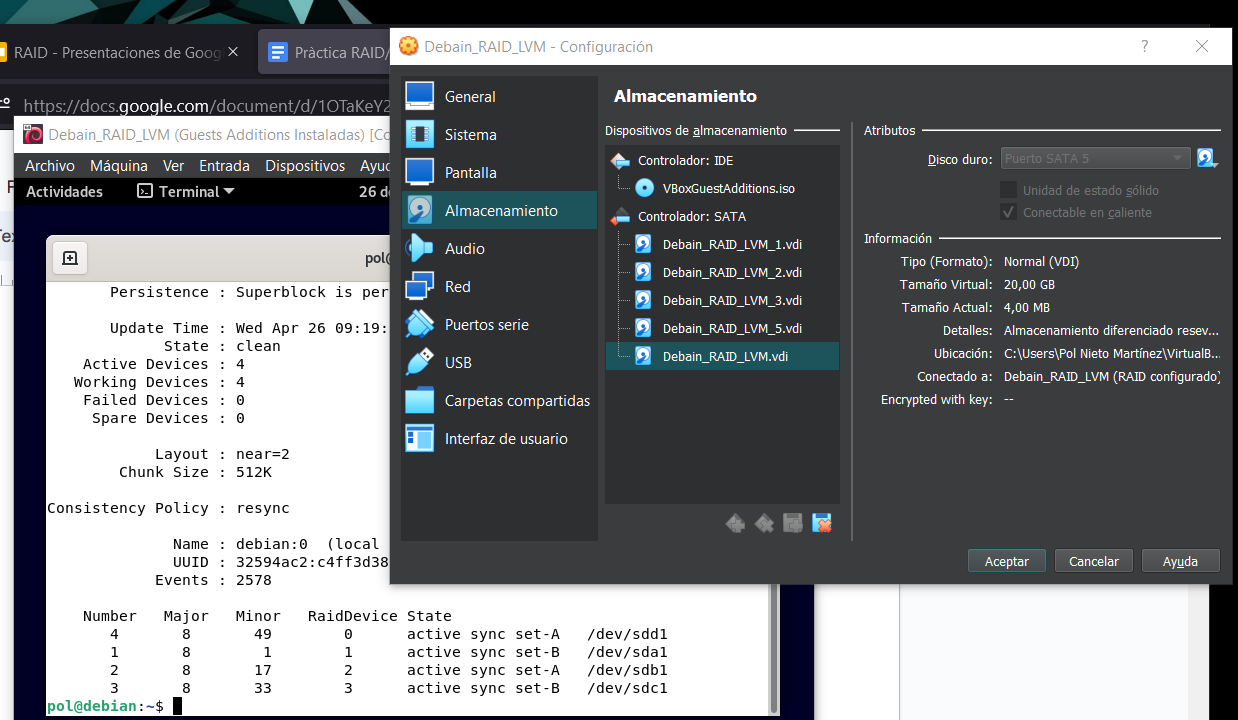 RAID - Presentaciones de Goog
Pràctica RAID/
https://docs.google.com/document/d/1OTaKeY2
Debain_RAID_LVM (Guests Additions Instaladas) [Co
Archivo Máquina Ver Entrada Dispositivos Ayu
Actividades Terminal 26 de
pol@
Persistence : Superblock is per
Update Time : Wed Apr 26 09:19:
State : clean
Active Devices : 4
Working Devices : 4
Failed Devices : 0
Spare Devices : 0
Layout : near=2
Chunk Size : 512K
Consistency Policy : resync
Name : debian:0 (local
UUID : 32594ac2:c4ff3d38
Events : 2578
Number Major Minor RaidDevice State
4 8 49 0 active sync set-A /dev/sdd1
1 8 1 1 active sync set-B /dev/sda1
2 8 17 2 active sync set-A /dev/sdb1
3 8 33 3 active sync set-B /dev/sdc1
pol@debian:~$
Debain_RAID_LVM - Configuración
?
General
Sistema
Pantalla
Almacenamiento
Audio
Red
Puertos serie
USB
Carpetas compartidas
Interfaz de usuario
Almacenamiento
Dispositivos de almacenamiento
Controlador: IDE
VBoxGuestAdditions.iso
Controlador: SATA
Debain_RAID_LVM_1.vdi
Debain_RAID_LVM_2.vdi
Debain_RAID_LVM_3.vdi
Debain_RAID_LVM_5.vdi
Debain_RAID_LVM.vdi
Atributos
Disco duro: Puerto SATA 5
Unidad de estado sólido
Conectable en caliente
Información
Tipo (Formato): Normal (VDI)
Tamaño Virtual: 20,00 GB
Tamaño Actual: 4,00 MB
Detalles: Almacenamiento diferenciado resev...
Ubicación: C:\Users\Pol Nieto Martínez\VirtualB...
Conectado a: Debain_RAID_LVM (RAID configurado)
Encrypted with key: --
Aceptar Cancelar Ayuda